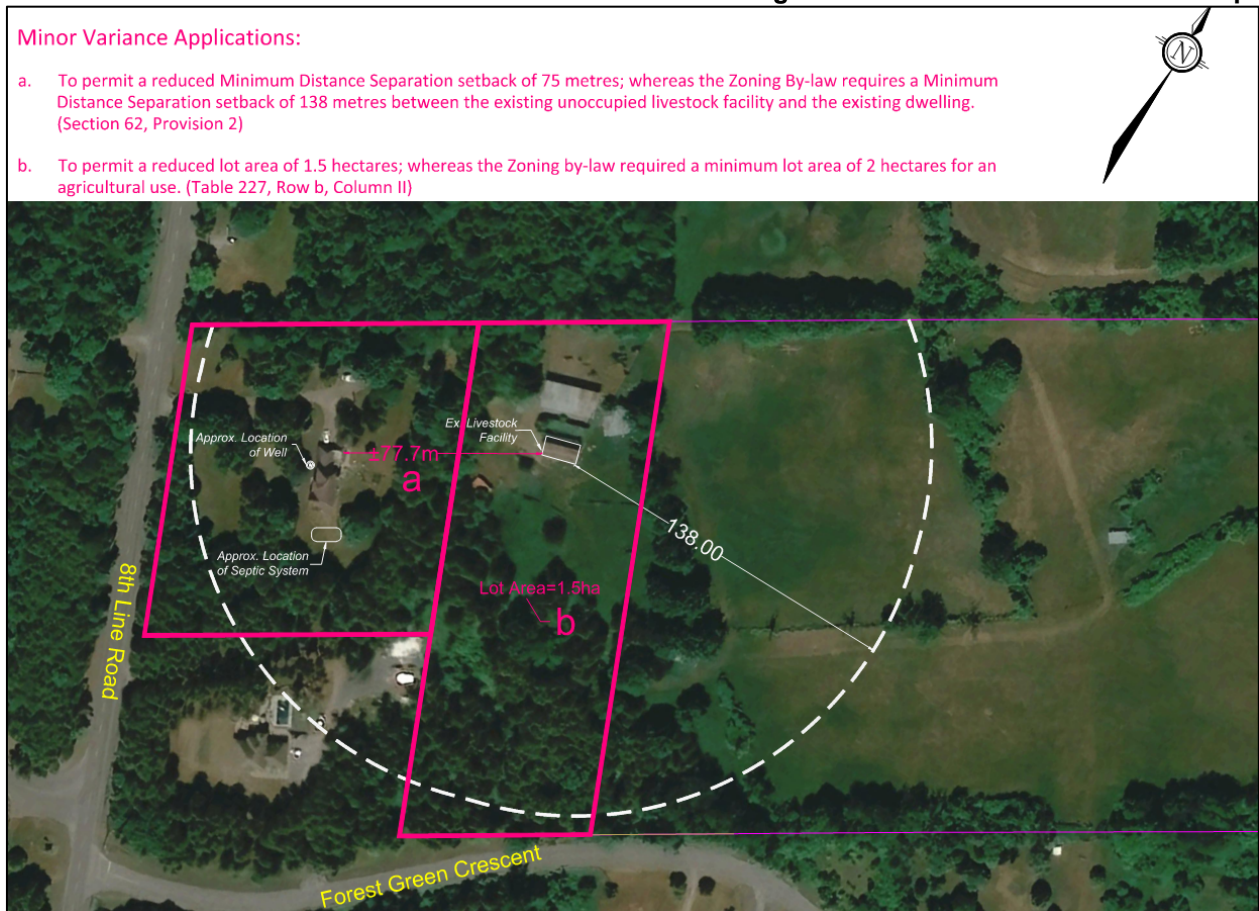 Minor Variance Applications:
a. To permit a reduced Minimum Distance Separation setback of 75 metres; whereas the Zoning By-law requires a Minimum
Distance Separation setback of 138 metres between the existing unoccupied livestock facility and the existing dwelling.
(Section 62, Provision 2)
b. To permit a reduced lot area of 1.5 hectares; whereas the Zoning by-law required a minimum lot area of 2 hectares for an
agricultural use. (Table 227, Row b, Column II)
N
Ex. Livestock
Facility
Approx. Location
of Well
±77.7m
a
138.00
Approx. Location
of Septic System
Lot Area=1.5ha
b
8th Line Road
Forest Green Crescent